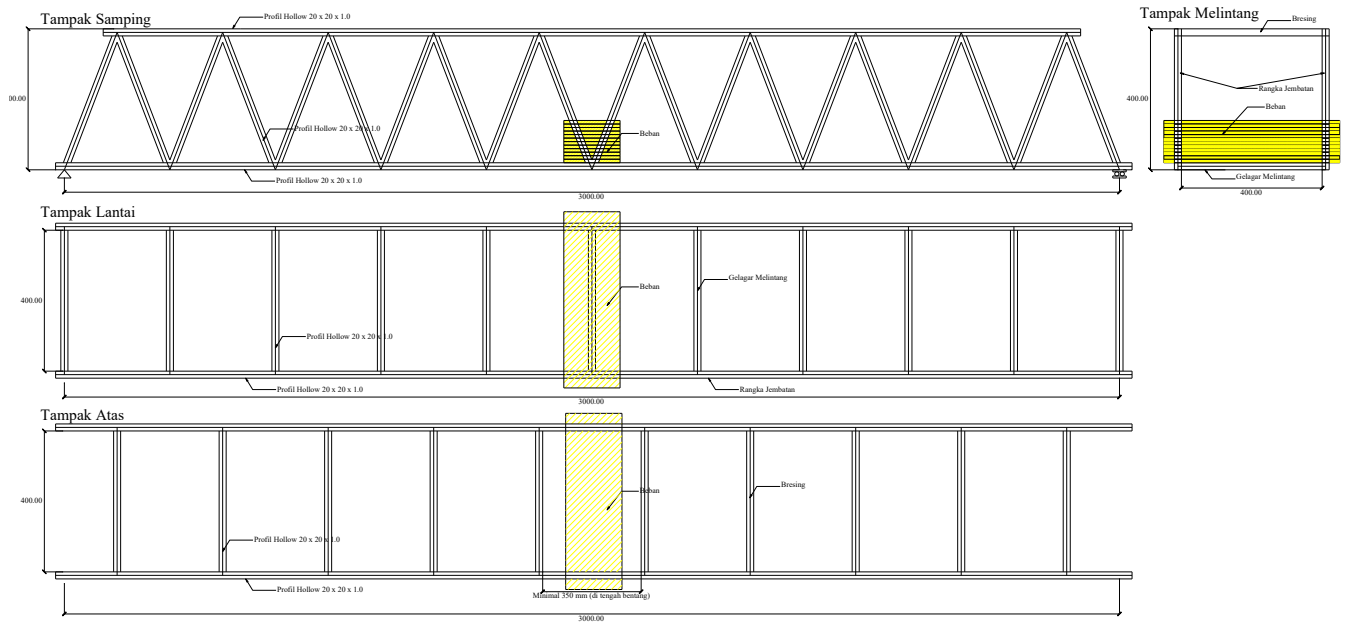 Tampak Samping
Profil Hollow 20 x 20 x 1.0
00.00
Profil Hollow 20 x 20 x 1.0
Beban
Profil Hollow 20 x 20 x 1.0
3000.00
Tampak Melintang
Bresing
400.00
Rangka Jembatan
Beban
Gelagar Melintang
400.00
Tampak Lantai
400.00
Gelagar Melintang
Beban
Profil Hollow 20 x 20 x 1.0
Profil Hollow 20 x 20 x 1.0
Rangka Jembatan
3000.00
Tampak Atas
400.00
Bresing
Beban
Profil Hollow 20 x 20 x 1.0
Profil Hollow 20 x 20 x 1.0
Minimal 350 mm (di tengah bentang)
3000.00